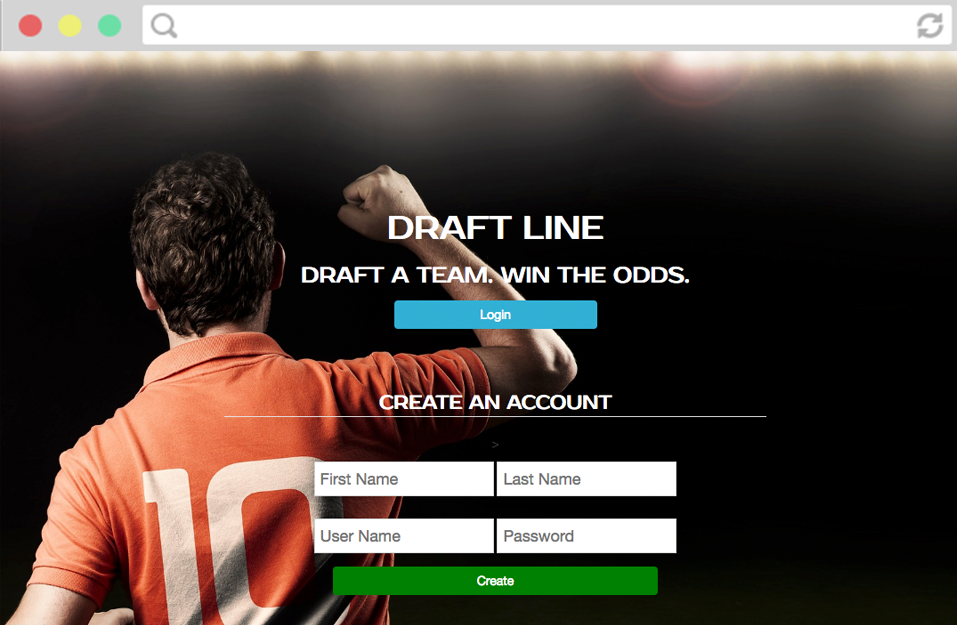 DRAFT LINE
DRAFT A TEAM. WIN THE ODDS.
Login
CREATE AN ACCOUNT
>
First Name Last Name
User Name Password
Create
10